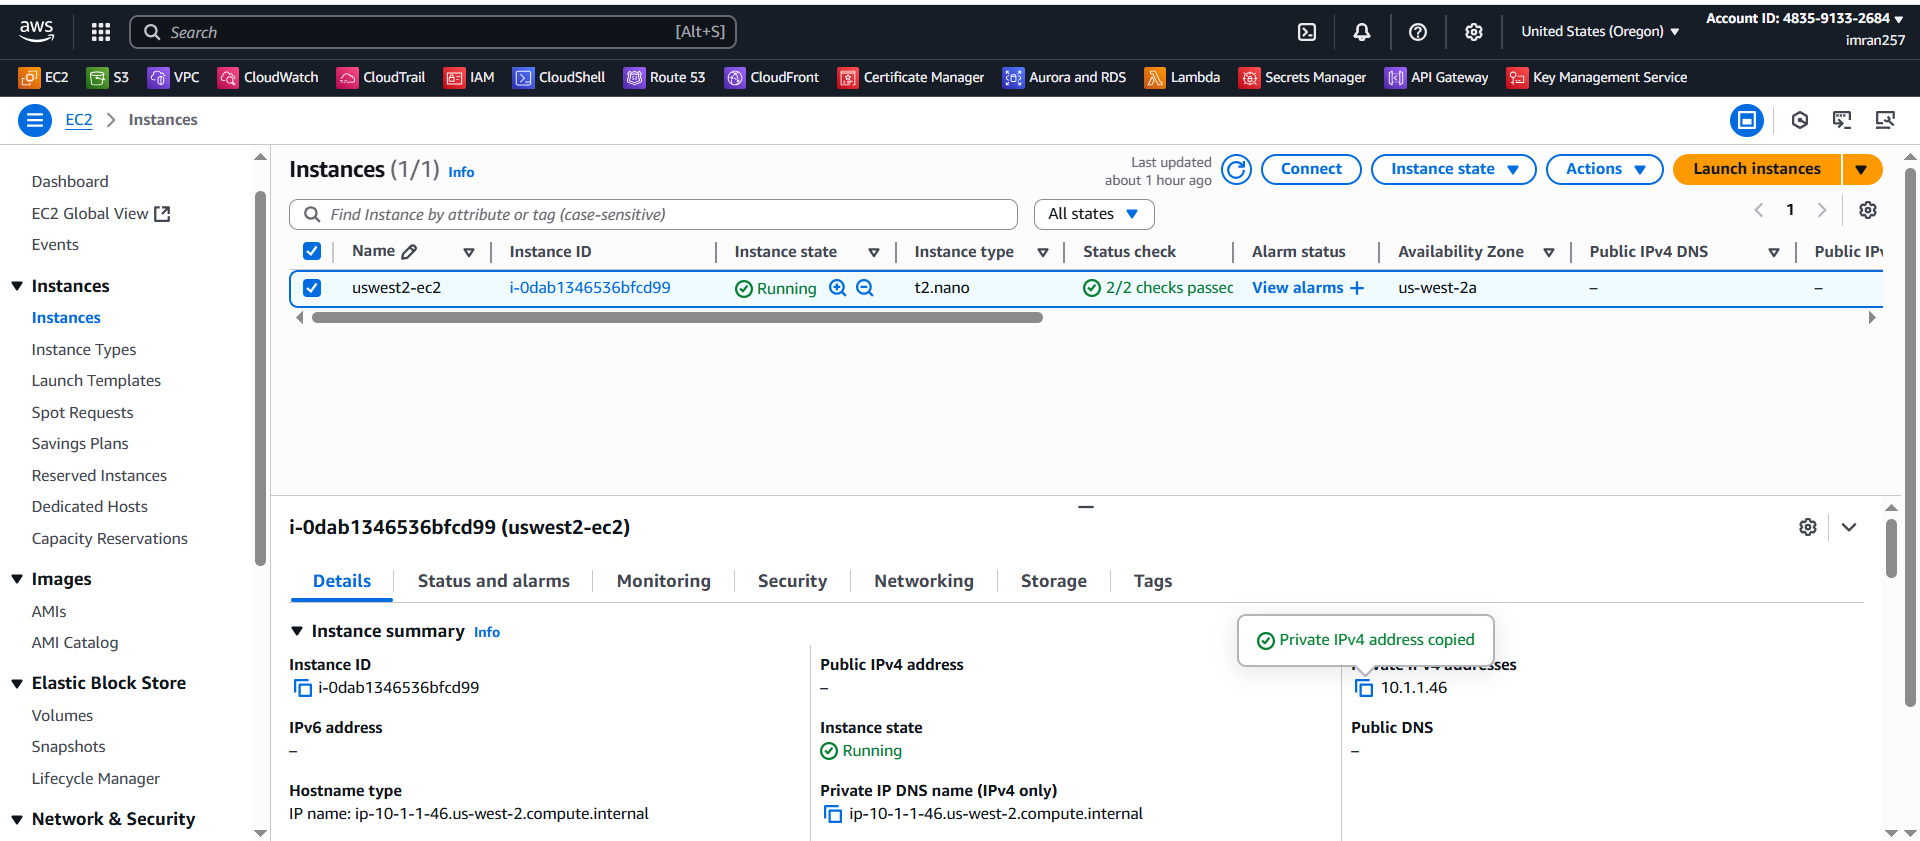 aws
Search [Alt+S]
United States (Oregon)
Account ID: 4835-9133-2684
imran257
EC2 S3 VPC CloudWatch CloudTrail IAM CloudShell Route 53 CloudFront Certificate Manager Aurora and RDS Lambda Secrets Manager API Gateway Key Management Service
EC2 Instances
Dashboard
EC2 Global View
Events
Instances
Instances
Instance Types
Launch Templates
Spot Requests
Savings Plans
Reserved Instances
Dedicated Hosts
Capacity Reservations
Images
AMIs
AMI Catalog
Elastic Block Store
Volumes
Snapshots
Lifecycle Manager
Network & Security
Instances (1/1) Info
Last updated
about 1 hour ago
Connect Instance state Actions Launch instances
Find Instance by attribute or tag (case-sensitive)
All states
1
Name Instance ID Instance state Instance type Status check Alarm status Availability Zone Public IPv4 DNS Public IPv
uswest2-ec2 i-0dab1346536bfcd99 Running t2.nano 2/2 checks passec View alarms + us-west-2a – –
i-0dab1346536bfcd99 (uswest2-ec2)
Details Status and alarms Monitoring Security Networking Storage Tags
Instance summary Info
Private IPv4 address copied
Instance ID
i-0dab1346536bfcd99
Public IPv4 address
–
Private IPv4 addresses
10.1.1.46
IPv6 address
–
Instance state
Running
Public DNS
–
Hostname type
IP name: ip-10-1-1-46.us-west-2.compute.internal
Private IP DNS name (IPv4 only)
ip-10-1-1-46.us-west-2.compute.internal